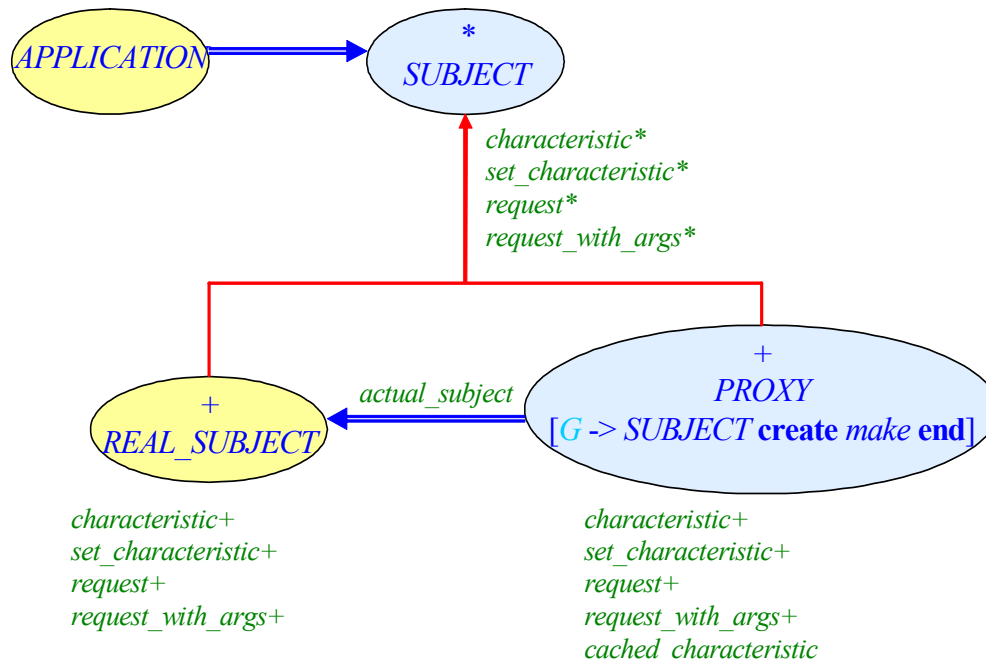 APPLICATION
*
SUBJECT
characteristic*
set_characteristic*
request*
request_with_args*
+
REAL_SUBJECT
actual_subject
+
PROXY
[G -> SUBJECT create make end]
characteristic+
set_characteristic+
request+
request_with_args+
characteristic+
set_characteristic+
request+
request_with_args+
cached_characteristic